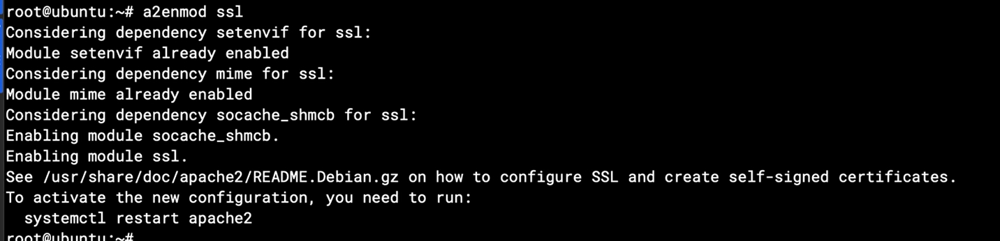 root@ubuntu:~# a2enmod ssl
Considering dependency setenvif for ssl:
Module setenvif already enabled
Considering dependency mime for ssl:
Module mime already enabled
Considering dependency socache_shmcb for ssl:
Enabling module socache_shmcb.
Enabling module ssl.
See /usr/share/doc/apache2/README.Debian.gz on how to configure SSL and create self-signed certificates.
To activate the new configuration, you need to run:
  systemctl restart apache2
root@ubuntu:~#